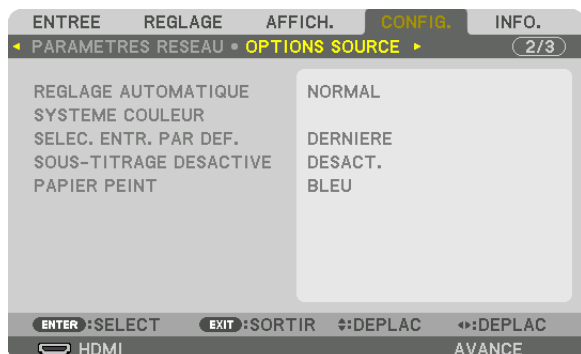 ENTREE REGLAGE AFFICH. CONFIG. INFO.
PARAMETRES RESEAU • OPTIONS SOURCE 2/3
REGLAGE AUTOMATIQUE NORMAL
SYSTEME COULEUR
SELEC. ENTR. PAR DEF. DERNIERE
SOUS-TITRAGE DESACTIVE DESACT.
PAPIER PEINT BLEU
ENTER:SELECT EXIT:SORTIR :DEPLAC :DEPLAC
HDMI AVANCE